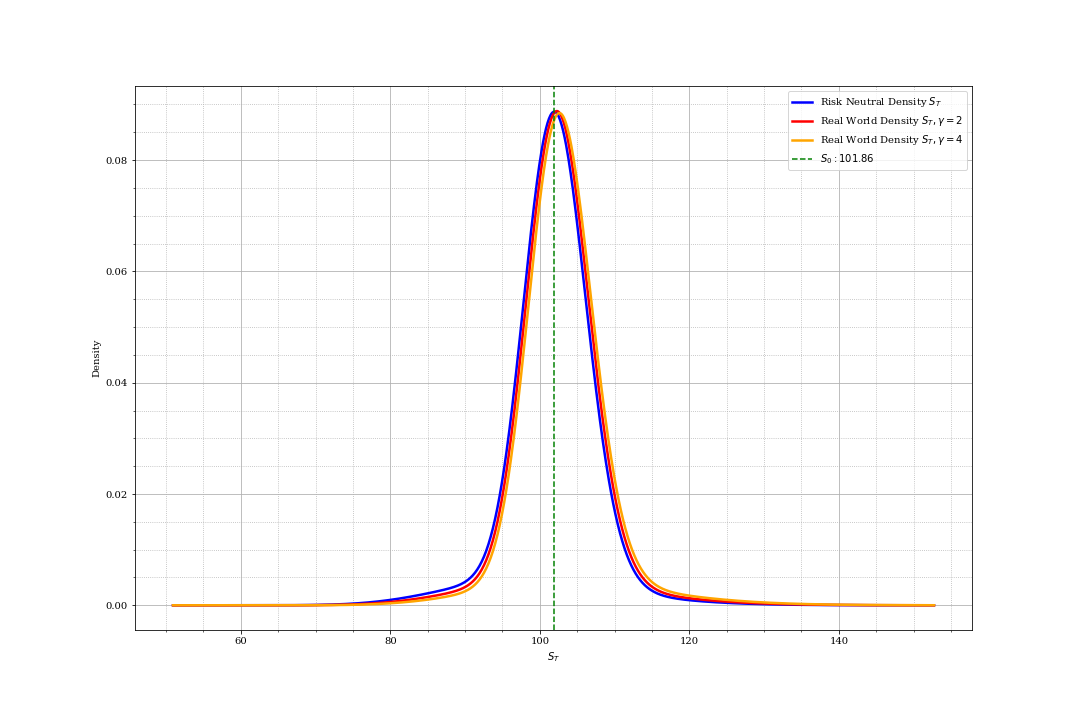 Risk Neutral Density S_T
Real World Density S_T, γ = 2
Real World Density S_T, γ = 4
S_0 : 101.86
Density
0.08
0.06
0.04
0.02
0.00
60
80
100
120
140
S_T